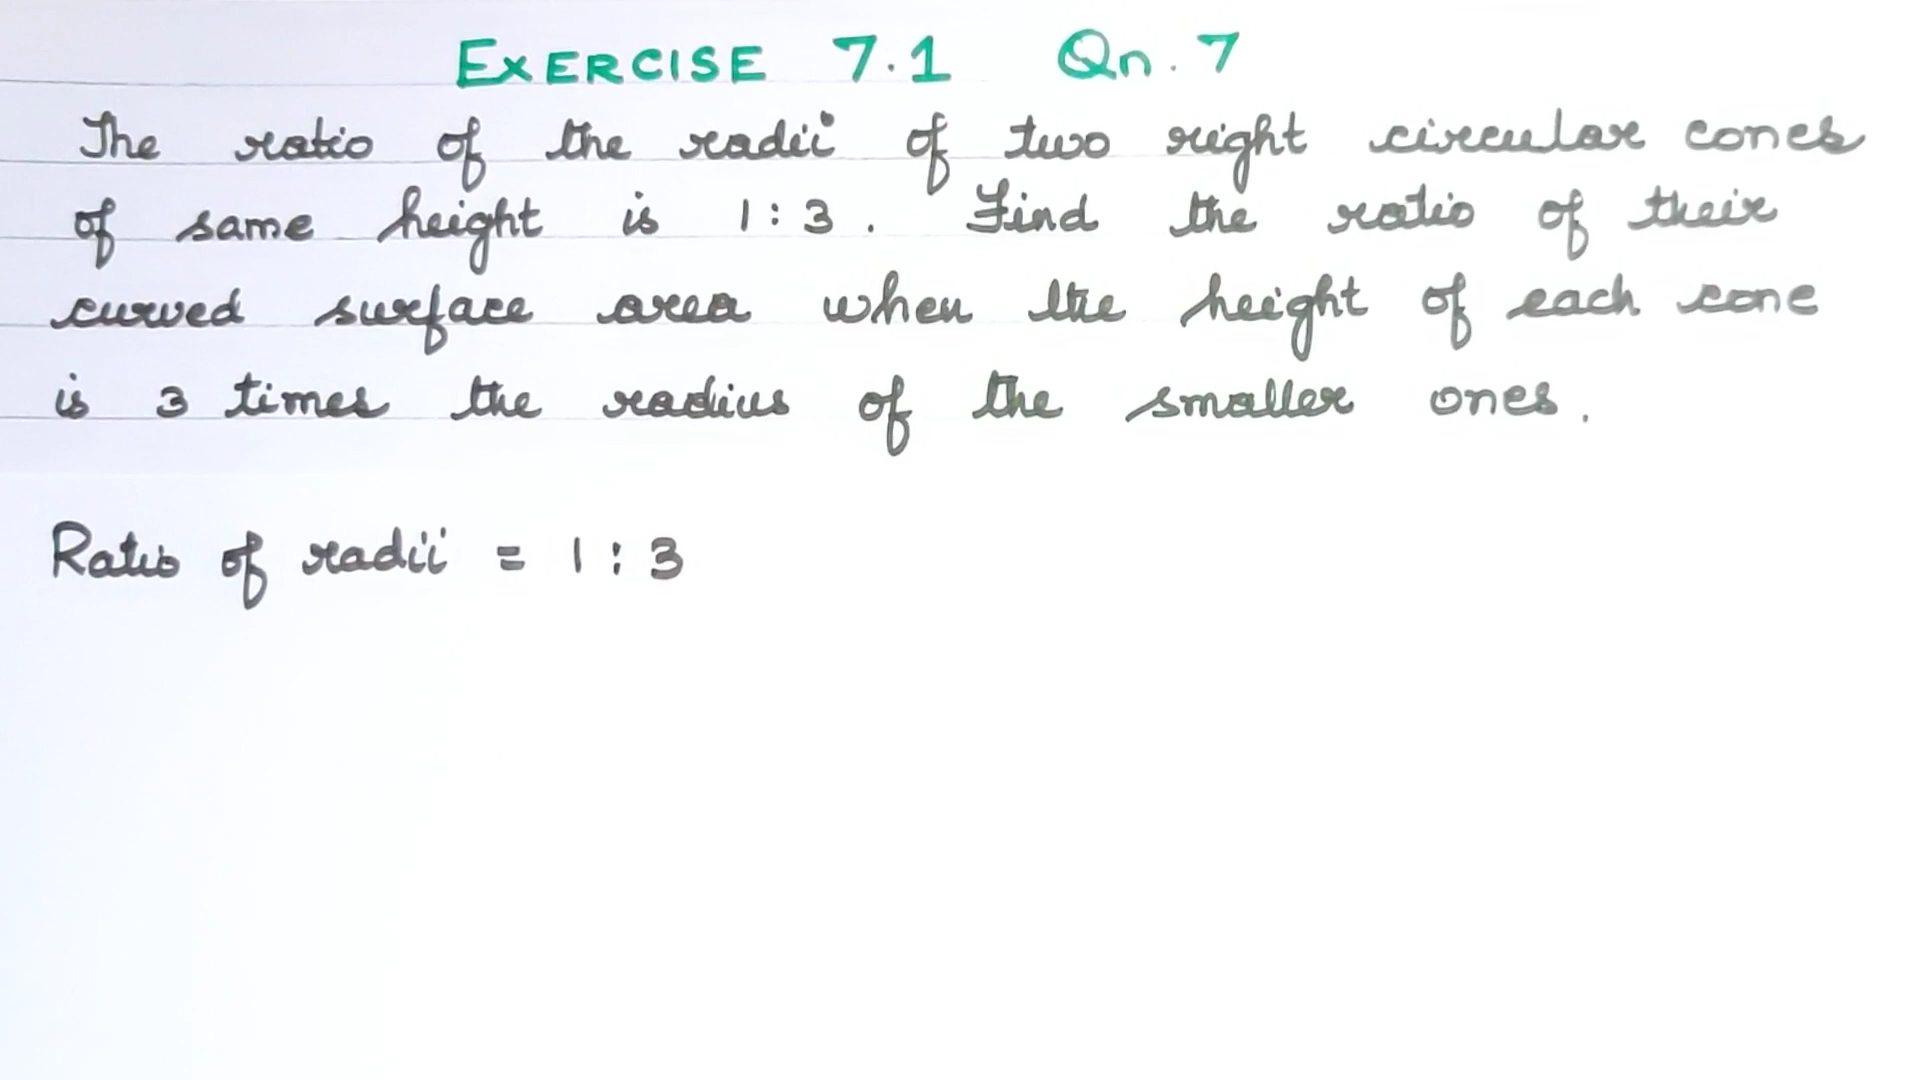 EXERCISE 7.1 Qn. 7
The ratio of the radii of two right circular cones
of same height is 1:3. Find the ratio of their
curved surface area when the height of each cone
is 3 times the radius of the smaller ones.
Ratio of radii = 1:3